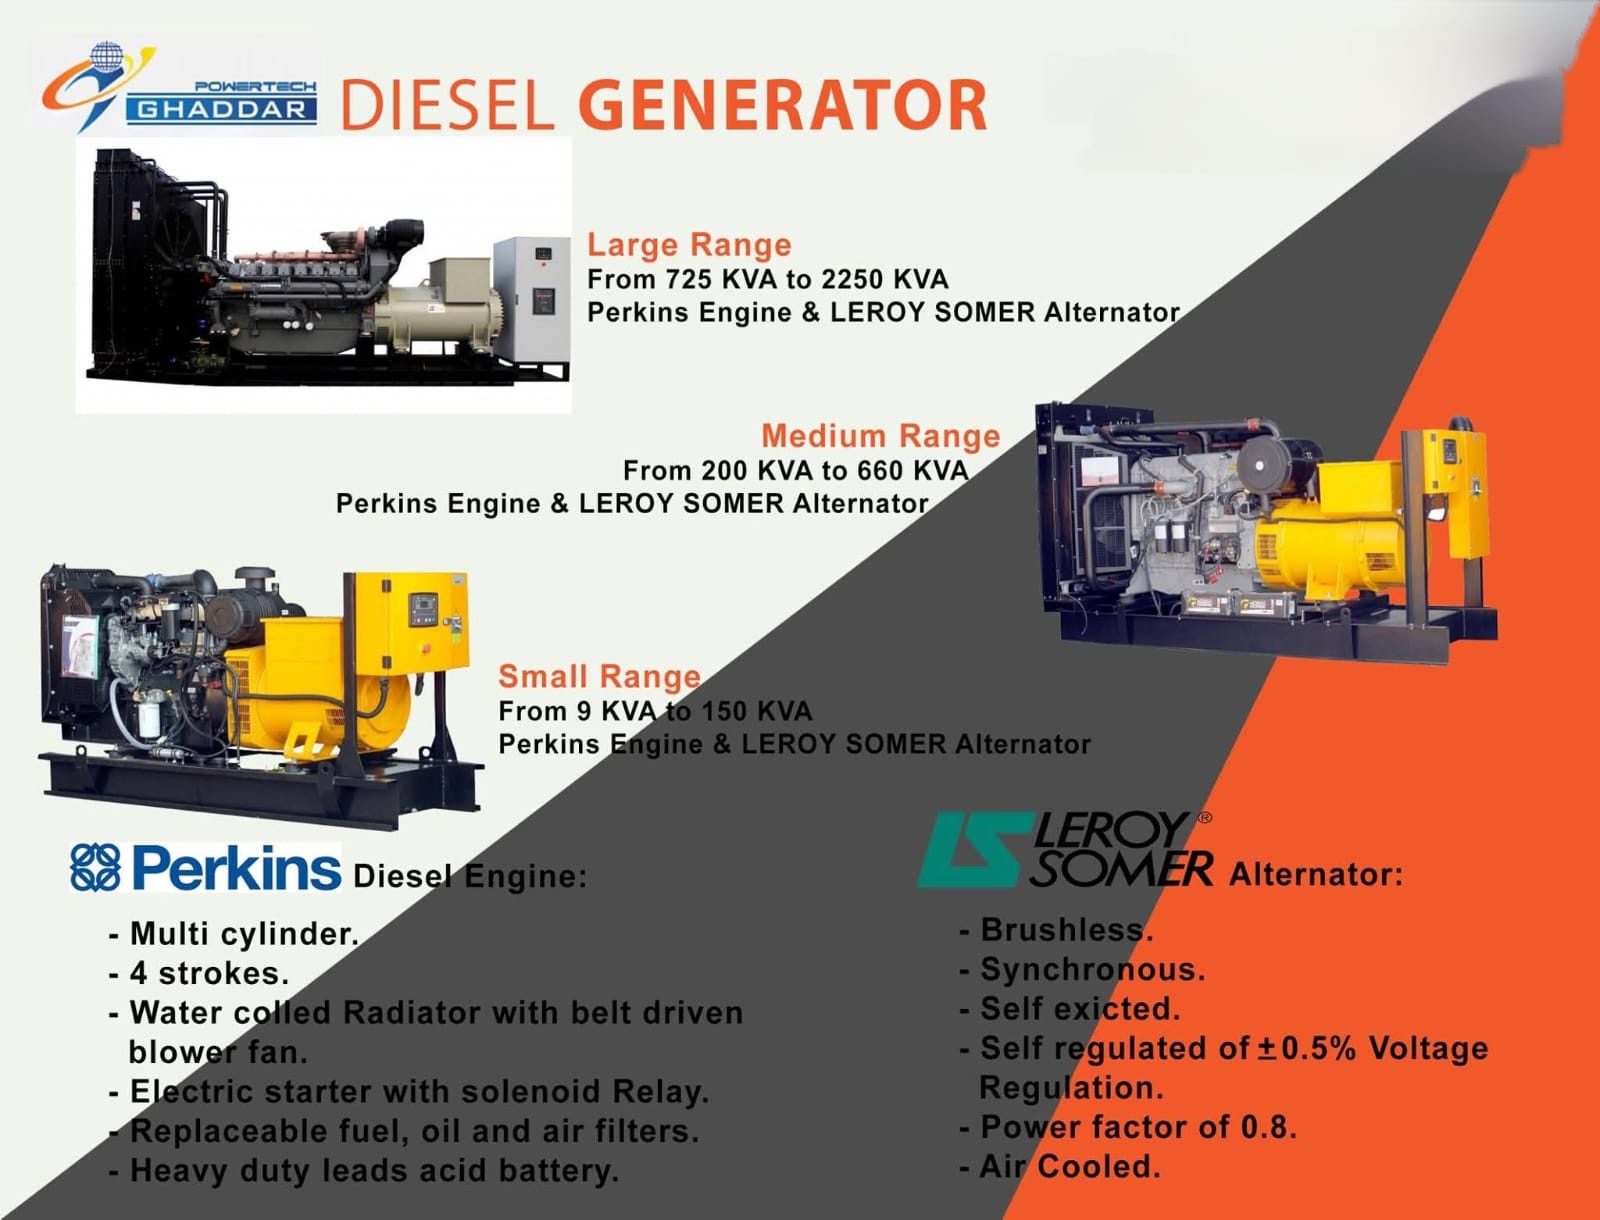 POWERTECH
GHADDAR
DIESEL GENERATOR
Large Range
From 725 KVA to 2250 KVA
Perkins Engine & LEROY SOMER Alternator
Medium Range
From 200 KVA to 660 KVA
Perkins Engine & LEROY SOMER Alternator
Small Range
From 9 KVA to 150 KVA
Perkins Engine & LEROY SOMER Alternator
Perkins Diesel Engine:
- Multi cylinder.
- 4 strokes.
- Water colled Radiator with belt driven
blower fan.
- Electric starter with solenoid Relay.
- Replaceable fuel, oil and air filters.
- Heavy duty leads acid battery.
LS LEROY ®
SOMER Alternator:
- Brushless.
- Synchronous.
- Self exicted.
- Self regulated of ±0.5% Voltage
Regulation.
- Power factor of 0.8.
- Air Cooled.